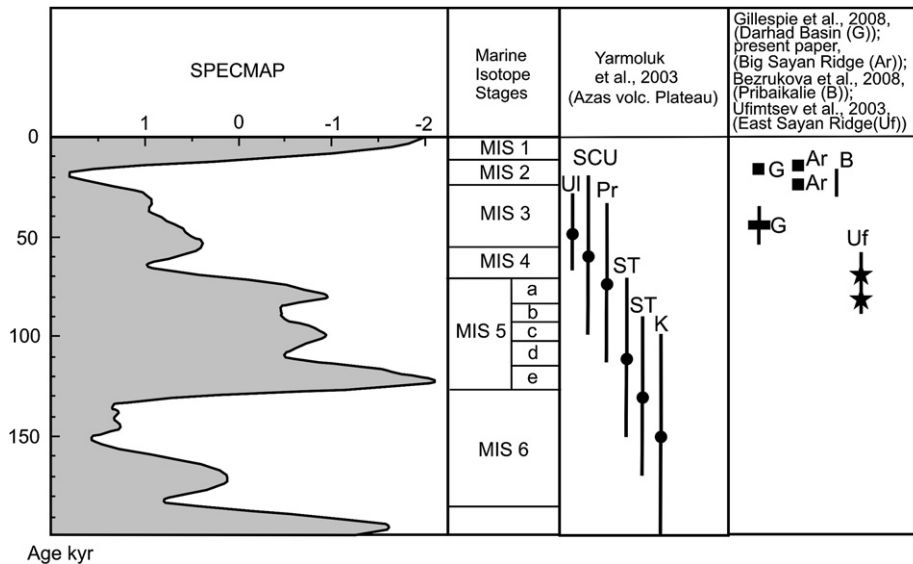 SPECMAP
Marine
Isotope
Stages
Yarmoluk
et al., 2003
(Azas volc. Plateau)
Gillespie et al., 2008,
(Darhad Basin (G));
present paper,
(Big Sayan Ridge (Ar));
Bezrukova et al., 2008,
(Pribaikalie (B));
Ufimtsev et al., 2003,
(East Sayan Ridge(Uf))
1 0 -1 -2
0
50
100
150
Age kyr
MIS 1
MIS 2
MIS 3
MIS 4
MIS 5
a
b
c
d
e
MIS 6
UI
SCU
Pr
ST
ST
K
G
Ar
B
Ar
G
Uf